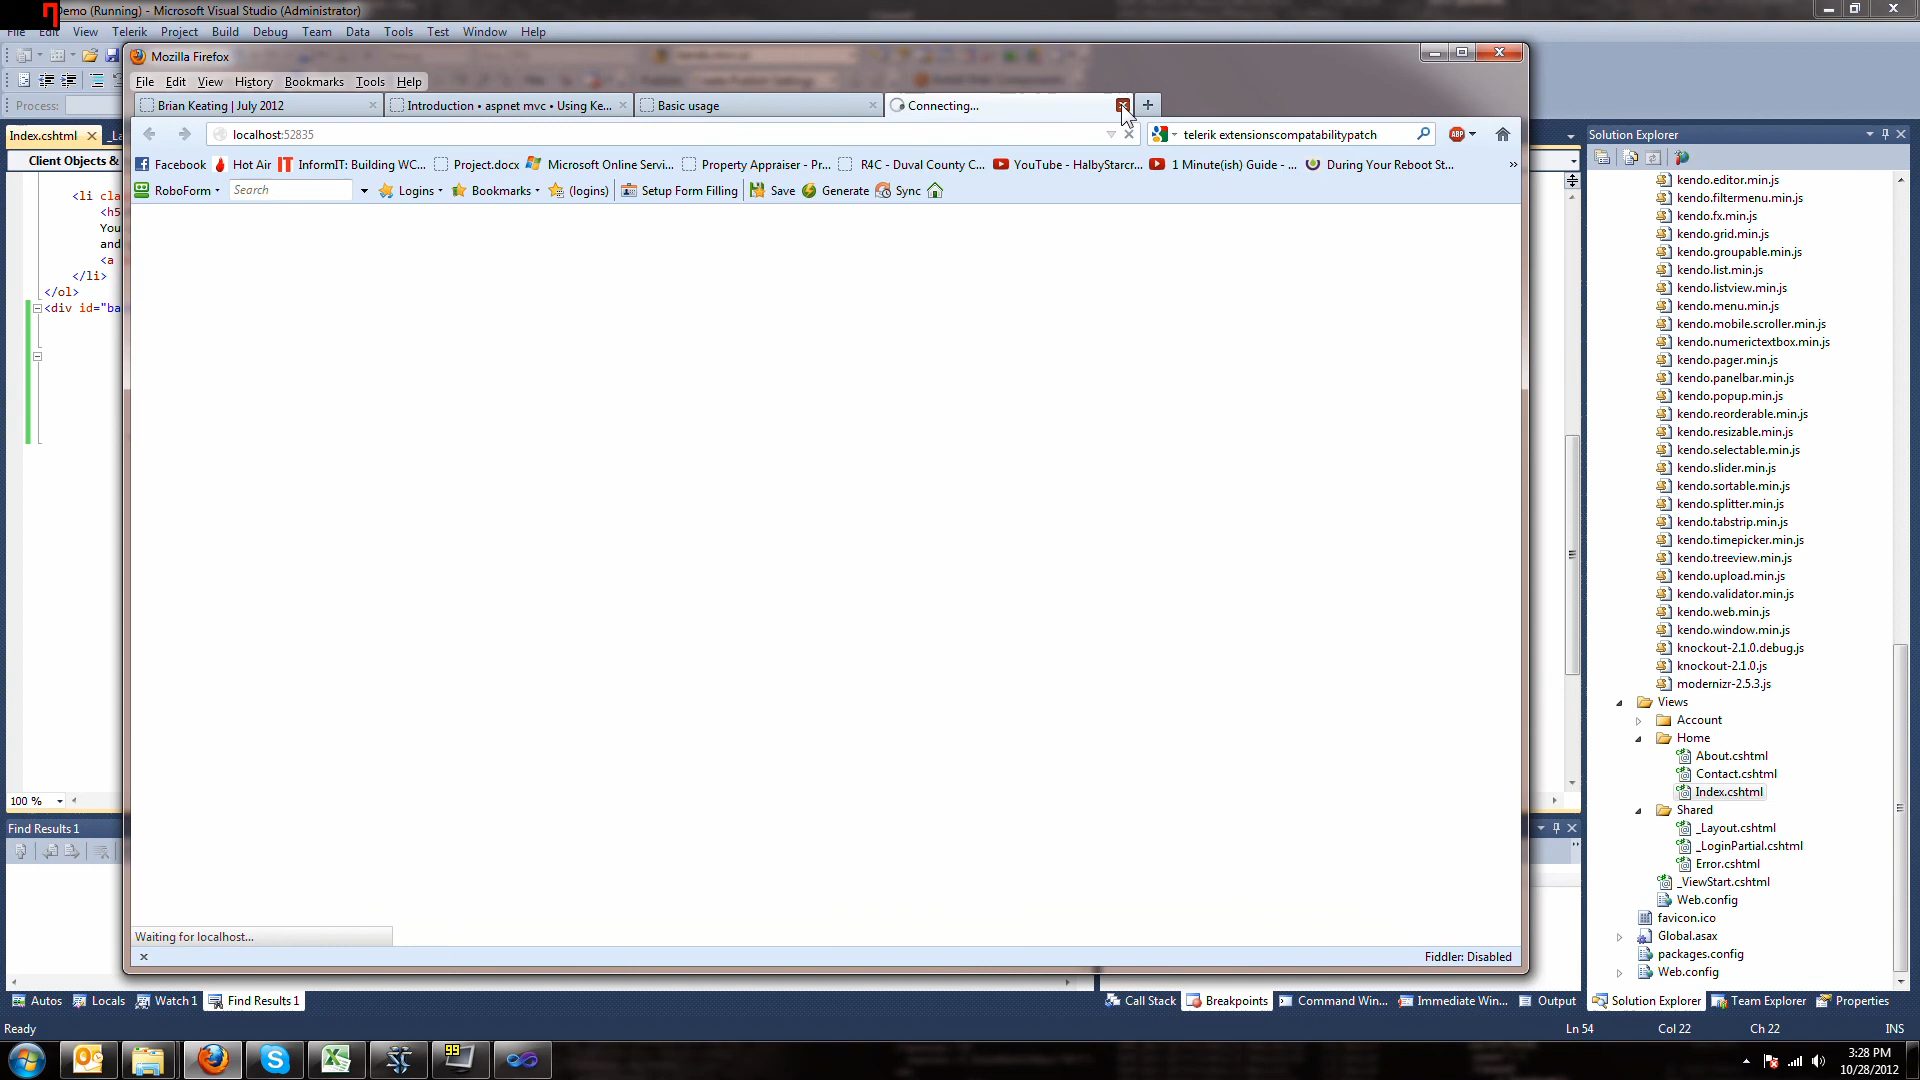 Demo (Running) - Microsoft Visual Studio (Administrator)
File Edit View Telerik Project Build Debug Team Data Tools Test Window Help
Process:
Index.cshtml
Client Objects &
<li cla
<h5
You
and
<a
</li>
</ol>
<div id="ba
100 %
Mozilla Firefox
File Edit View History Bookmarks Tools Help
Brian Keating | July 2012
Introduction • aspnet mvc • Using Ke...
Basic usage
Connecting...
localhost:52835
telerik extensionscompatabilitypatch
ABP
Facebook Hot Air InformIT: Building WC... Project.docx Microsoft Online Servi... Property Appraiser - Pr... R4C - Duval County C... YouTube - HalbyStarcr... 1 Minute(ish) Guide - ... During Your Reboot St... »
RoboForm Search Logins Bookmarks (logins) Setup Form Filling Save Generate Sync
Waiting for localhost...
Fiddler: Disabled
Solution Explorer
kendo.editor.min.js
kendo.filtermenu.min.js
kendo.fx.min.js
kendo.grid.min.js
kendo.groupable.min.js
kendo.list.min.js
kendo.listview.min.js
kendo.menu.min.js
kendo.mobile.scroller.min.js
kendo.numerictextbox.min.js
kendo.pager.min.js
kendo.panelbar.min.js
kendo.popup.min.js
kendo.reorderable.min.js
kendo.resizable.min.js
kendo.selectable.min.js
kendo.slider.min.js
kendo.sortable.min.js
kendo.splitter.min.js
kendo.tabstrip.min.js
kendo.timepicker.min.js
kendo.treeview.min.js
kendo.upload.min.js
kendo.validator.min.js
kendo.web.min.js
kendo.window.min.js
knockout-2.1.0.debug.js
knockout-2.1.0.js
modernizr-2.5.3.js
Views
Account
Home
About.cshtml
Contact.cshtml
Index.cshtml
Shared
_Layout.cshtml
_LoginPartial.cshtml
Error.cshtml
_ViewStart.cshtml
Web.config
favicon.ico
Global.asax
packages.config
Web.config
Find Results 1
Autos Locals Watch 1 Find Results 1
Call Stack Breakpoints Command Win... Immediate Win... Output
Solution Explorer Team Explorer Properties
Ready
Ln 54 Col 22 Ch 22 INS
99
3:28 PM
10/28/2012